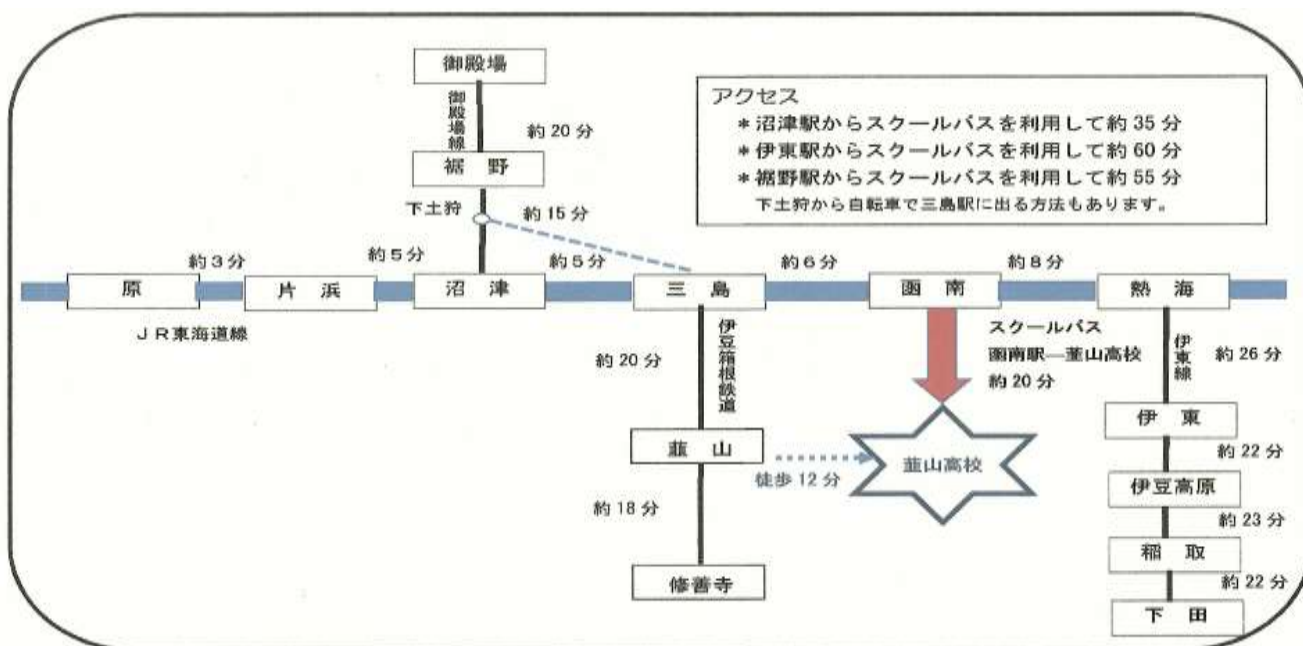 御殿場
御殿場線
約20分
裾野
下土狩
約15分
アクセス
*沼津駅からスクールバスを利用して約35分
*伊東駅からスクールバスを利用して約60分
*裾野駅からスクールバスを利用して約55分
下土狩から自転車で三島駅に出る方法もあります。
約3分
約5分
約5分
約6分
約8分
原
片浜
沼津
三島
函南
熱海
JR東海道線
約20分
伊豆箱根鉄道
スクールバス
函南駅―韮山高校
約20分
伊東線
約26分
韮山
徒歩12分
韮山高校
伊東
約22分
伊豆高原
約18分
約23分
稲取
修善寺
約22分
下田